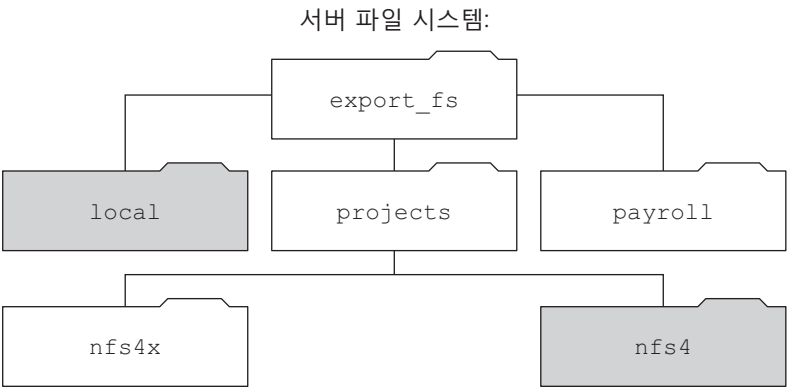 서버 파일 시스템:
export_fs
local
projects
payroll
nfs4x
nfs4